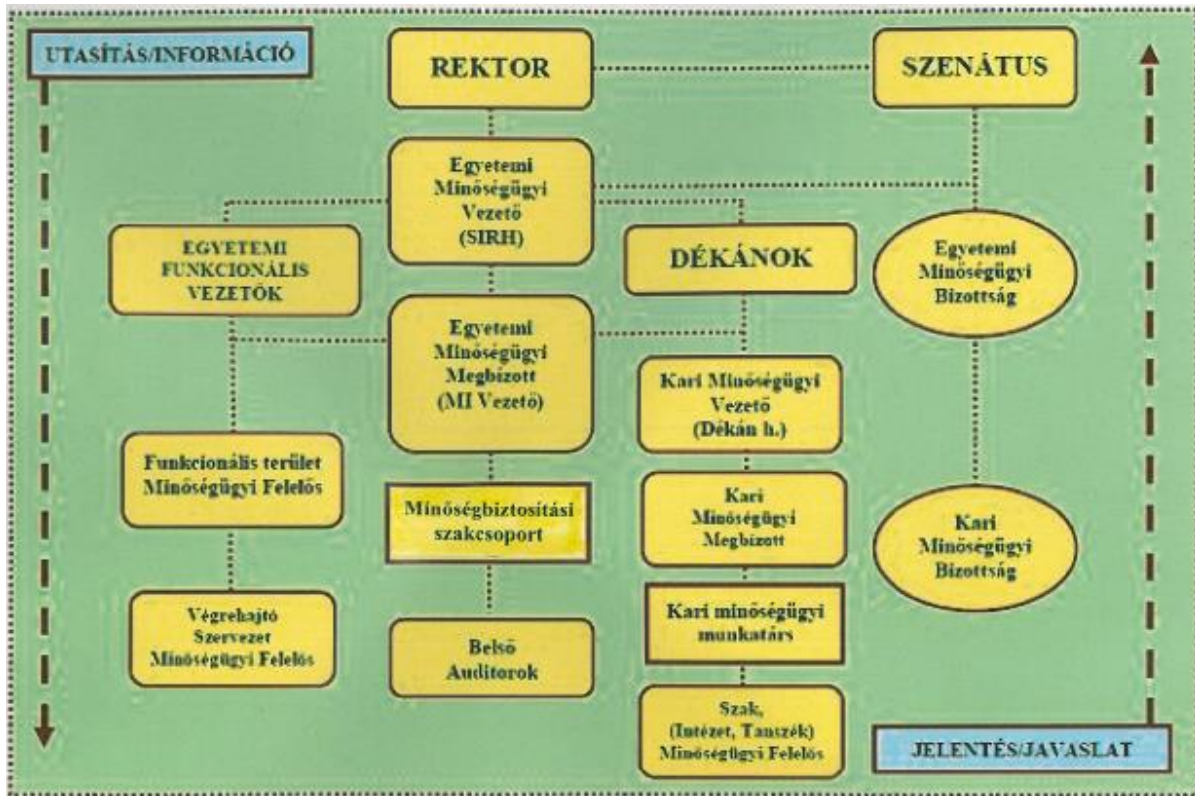 UTASÍTÁS/INFORMÁCIÓ
REKTOR
SZENÁTUS
Egyetemi
Minőségügyi
Vezető
(SIRH)
EGYETEMI
FUNKCIONÁLIS
VEZETŐK
DÉKÁNOK
Egyetemi
Minőségügyi
Bizottság
Egyetemi
Minőségügyi
Megbízott
(MI Vezető)
Kari Minőségügyi
Vezető
(Dékán h.)
Funkcionális terület
Minőségügyi Felelős
Minőségbiztosítási
szakcsoport
Kari
Minőségügyi
Megbízott
Kari
Minőségügyi
Bizottság
Végrehajtó
Szervezet
Minőségügyi Felelős
Belső
Auditorok
Kari minőségügyi
munkatárs
Szak,
(Intézet, Tanszék)
Minőségügyi Felelős
JELENTÉS/JAVASLAT